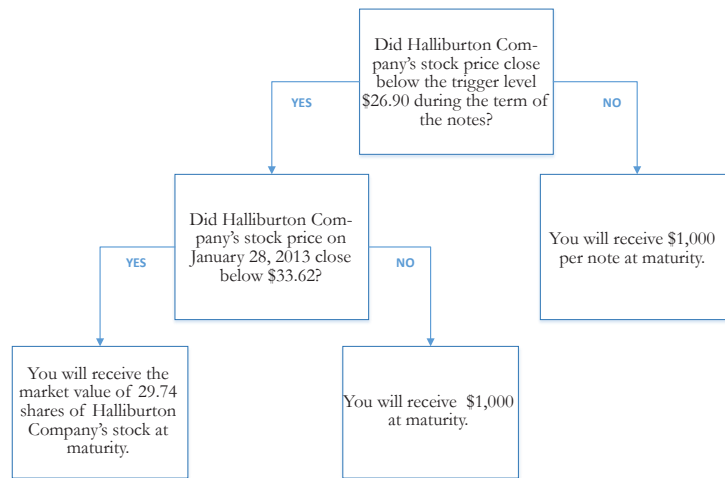 Did Halliburton Com-
pany's stock price close
below the trigger level
$26.90 during the term of
the notes?
YES
NO
Did Halliburton Com-
pany's stock price on
January 28, 2013 close
below $33.62?
You will receive $1,000
per note at maturity.
YES
NO
You will receive the
market value of 29.74
shares of Halliburton
Company's stock at
maturity.
You will receive $1,000
at maturity.